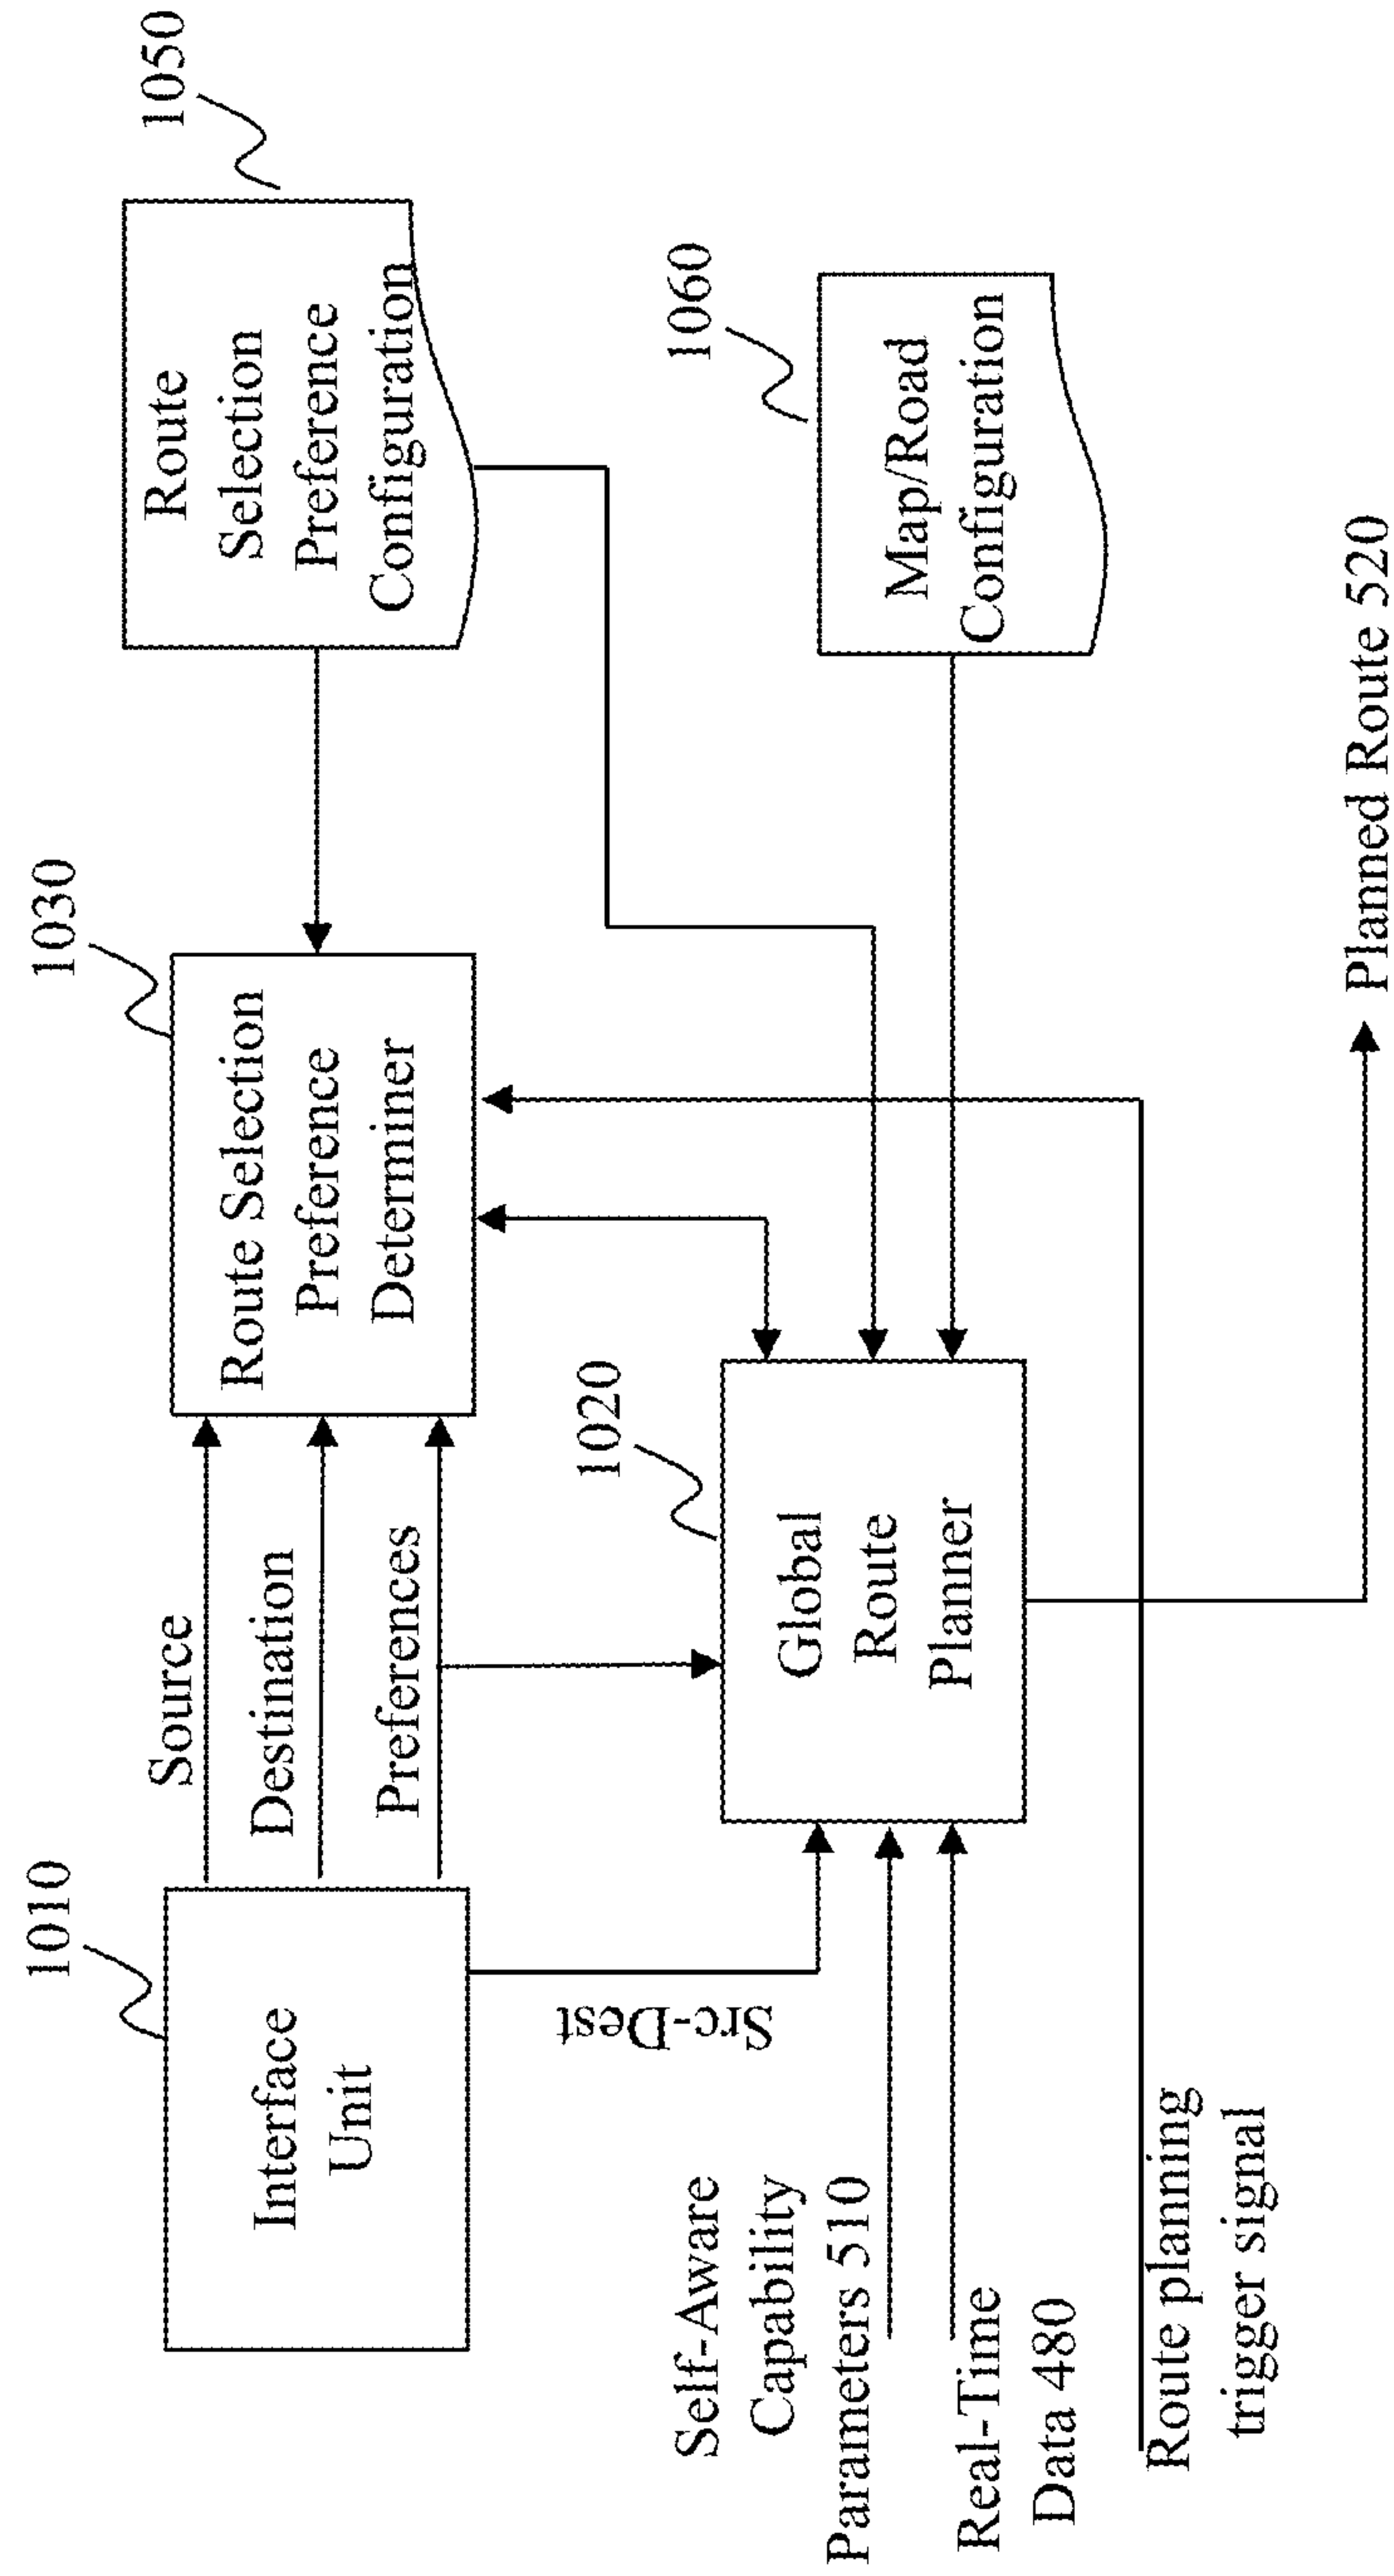 1010
Interface
Unit
Source
Destination
Preferences
1030
Route Selection
Preference
Determiner
1050
Route
Selection
Preference
Configuration
Src-Dest
1020
Global
Route
Planner
1060
Map/Road
Configuration
Self-Aware
Capability
Parameters 510
Real-Time
Data 480
Route planning
trigger signal
Planned Route 520